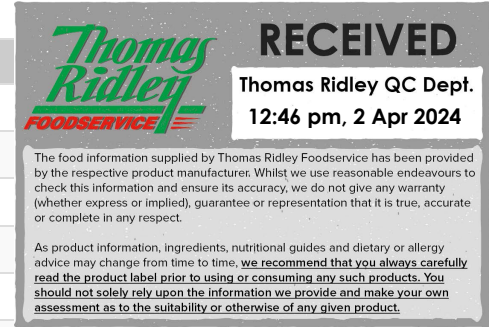 Thomas
Ridley
FOODSERVICE
RECEIVED
Thomas Ridley QC Dept.
12:46 pm, 2 Apr 2024
The food information supplied by Thomas Ridley Foodservice has been provided
by the respective product manufacturer. Whilst we use reasonable endeavours to
check this information and ensure its accuracy, we do not give any warranty
(whether express or implied), guarantee or representation that it is true, accurate
or complete in any respect.
As product information, ingredients, nutritional guides and dietary or allergy
advice may change from time to time, we recommend that you always carefully
read the product label prior to using or consuming any such products. You
should not solely rely upon the information we provide and make your own
assessment as to the suitability or otherwise of any given product.